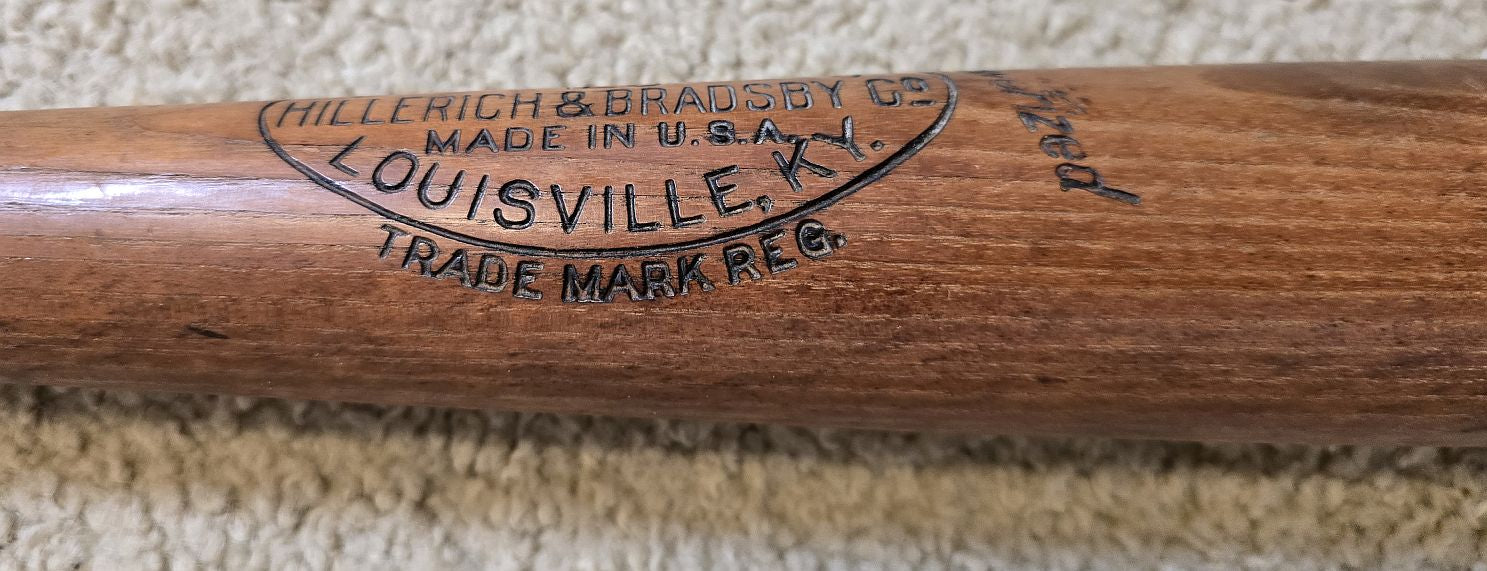 HILLERICH & BRADSBY Co
MADE IN U.S.A.
LOUISVILLE, KY.
TRADE MARK REG.